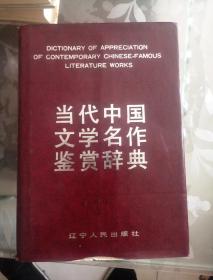 DICTIONARY OF APPRECIATION
OF CONTEMPORARY CHINESE-FAMOUS
LITERATURE WORKS
当代中国
文学名作
鉴赏辞典
辽宁人民出版社